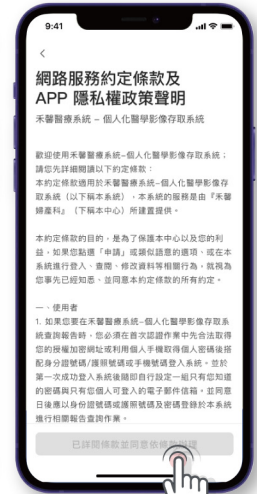 9:41
網路服務約定條款及
APP 隱私權政策聲明
禾馨醫療系統 – 個人化醫學影像存取系統
歡迎使用禾馨醫療系統–個人化醫學影像存取系統；
請您先詳細閱讀以下約定條款：
本約定條款適用於禾馨醫療系統–個人化醫學影像存
取系統（以下稱本系統），本系統的服務是由『禾馨
婦產科』（下稱本中心）所建置提供。
本約定條款的目的，是為了保護本中心以及您的利
益，如果您點選「申請」或類似語意的選項，或在本
系統進行登入、查閱、修改資料等相關行為，就視為
您事先已經知悉、並同意本約定條款的所有約定。
一、使用者
1. 如果您要在禾馨醫療系統–個人化醫學影像存取系
統查詢報告時，您必須在首次認證作業中先合法取得
您的授權加密網址或利用個人手機取得個人密碼後搭
配身分證號碼/護照號碼或手機號碼登入系統。並於
第一次成功登入系統後隨即自行設定一組只有您知道
的密碼與只有您個人可登入的電子郵件信箱。並同意
日後應以身份證號碼或護照號碼及密碼登錄於本系統
進行相關報告查詢作業。
已詳閱條款並同意依條款辦理